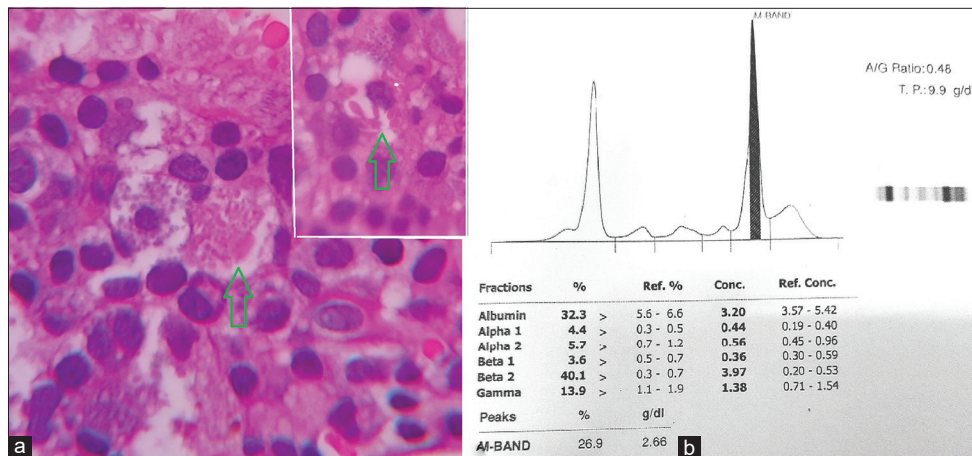 M-BAND
A/G Ratio:0.48
T. P.:9.9 g/d
Fractions % Ref. % Conc. Ref. Conc.
Albumin 32.3 > 5.6 - 6.6 3.20 3.57 - 5.42
Alpha 1 4.4 > 0.3 - 0.5 0.44 0.19 - 0.40
Alpha 2 5.7 > 0.7 - 1.2 0.56 0.45 - 0.96
Beta 1 3.6 > 0.5 - 0.7 0.36 0.30 - 0.59
Beta 2 40.1 > 0.3 - 0.7 3.97 0.20 - 0.53
Gamma 13.9 > 1.1 - 1.9 1.38 0.71 - 1.54
Peaks % g/dl
M-BAND 26.9 2.66
a
b